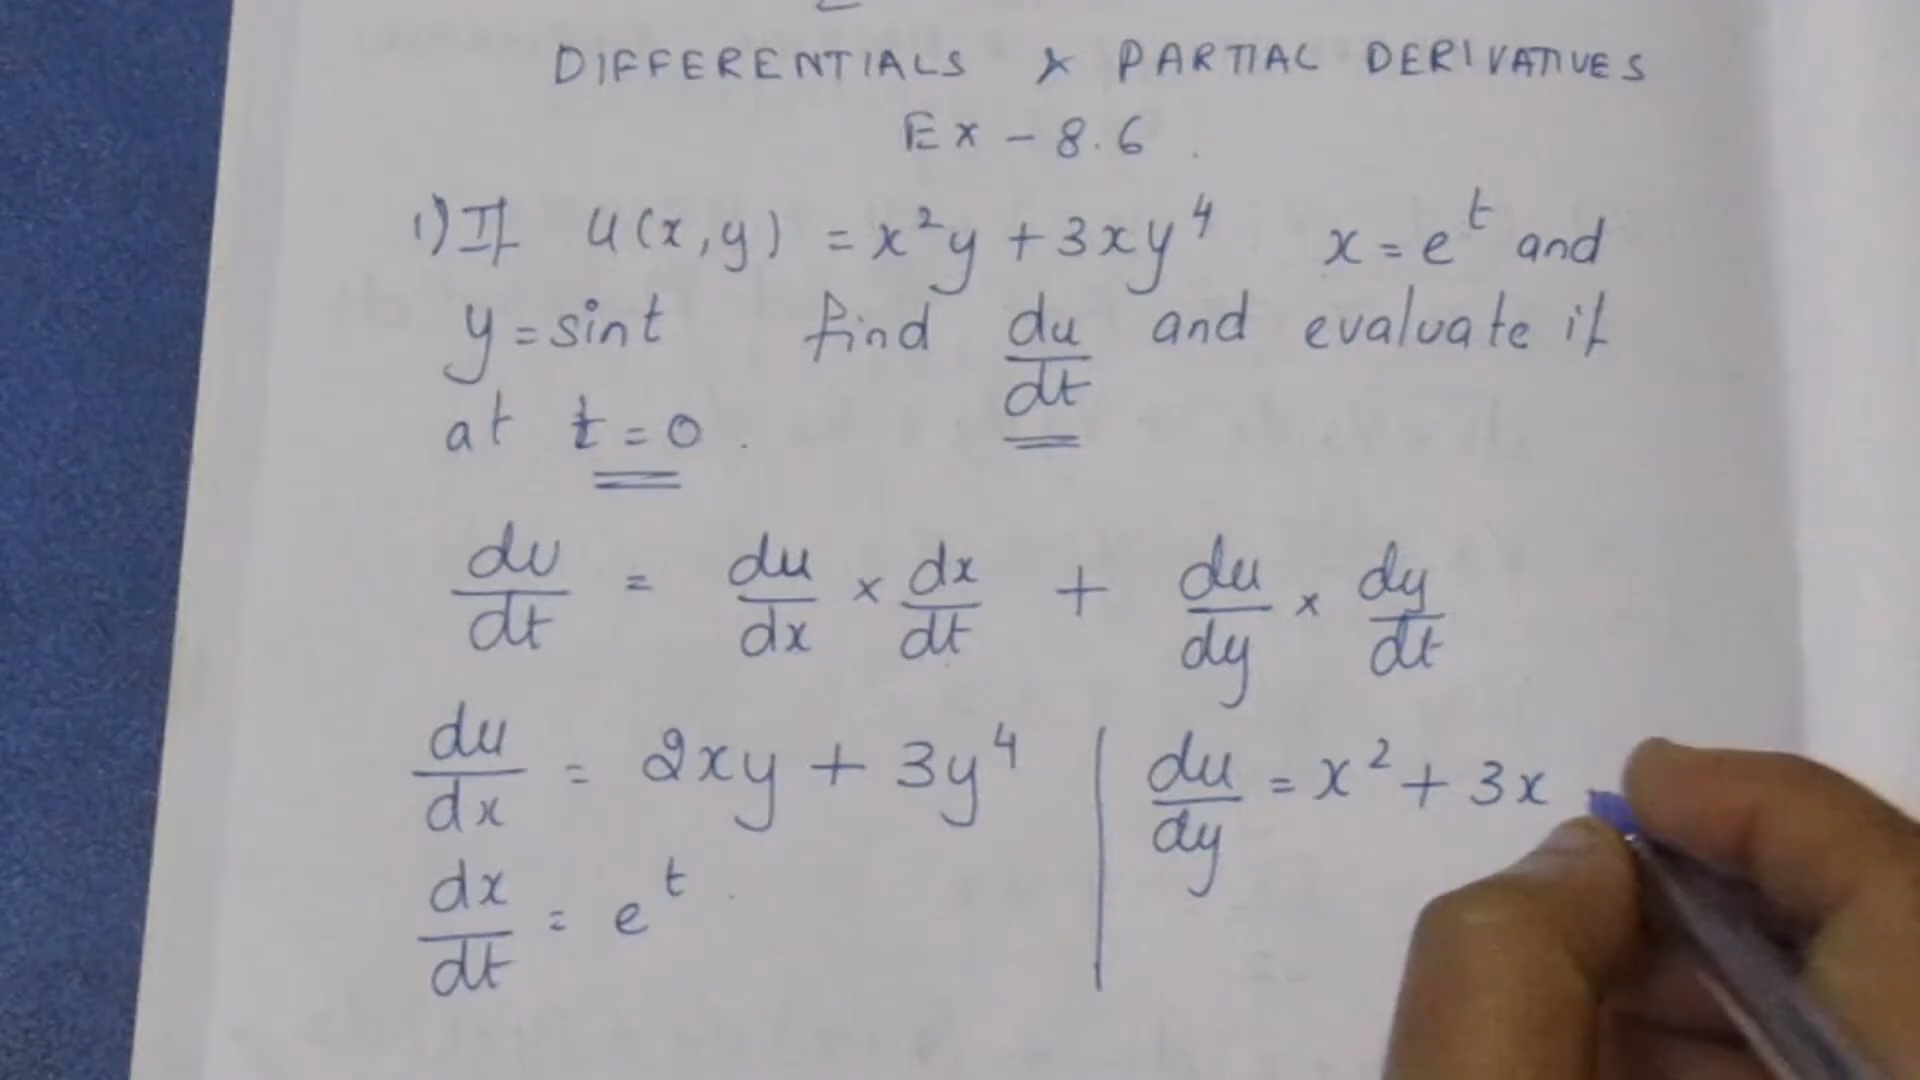 DIFFERENTIALS & PARTIAL DERIVATIVES
Ex - 8.6.
1) If u(x,y) = x²y + 3xy⁴ x = e^t and
y = sint find du/dt and evaluate it
at t = 0.
du/dt = du/dx × dx/dt + du/dy × dy/dt
du/dx = 2xy + 3y⁴ | du/dy = x² + 3x
dx/dt = e^t.